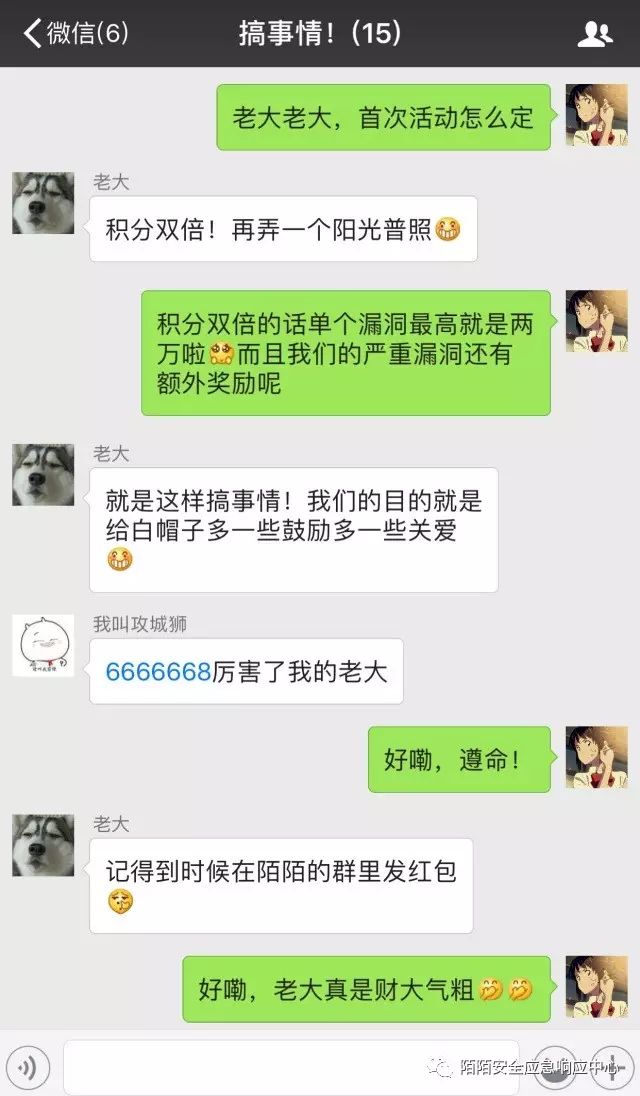 微信(6)
搞事情！(15)
老大老大，首次活动怎么定
老大
积分双倍！再弄一个阳光普照
积分双倍的话单个漏洞最高就是两
万啦而且我们的严重漏洞还有
额外奖励呢
老大
就是这样搞事情！我们的目的就是
给白帽子多一些鼓励多一些关爱
我叫攻城狮
6666668厉害了我的老大
好嘞，遵命！
老大
记得到时候在陌陌的群里发红包
好嘞，老大真是财大气粗
陌陌安全应急响应中心